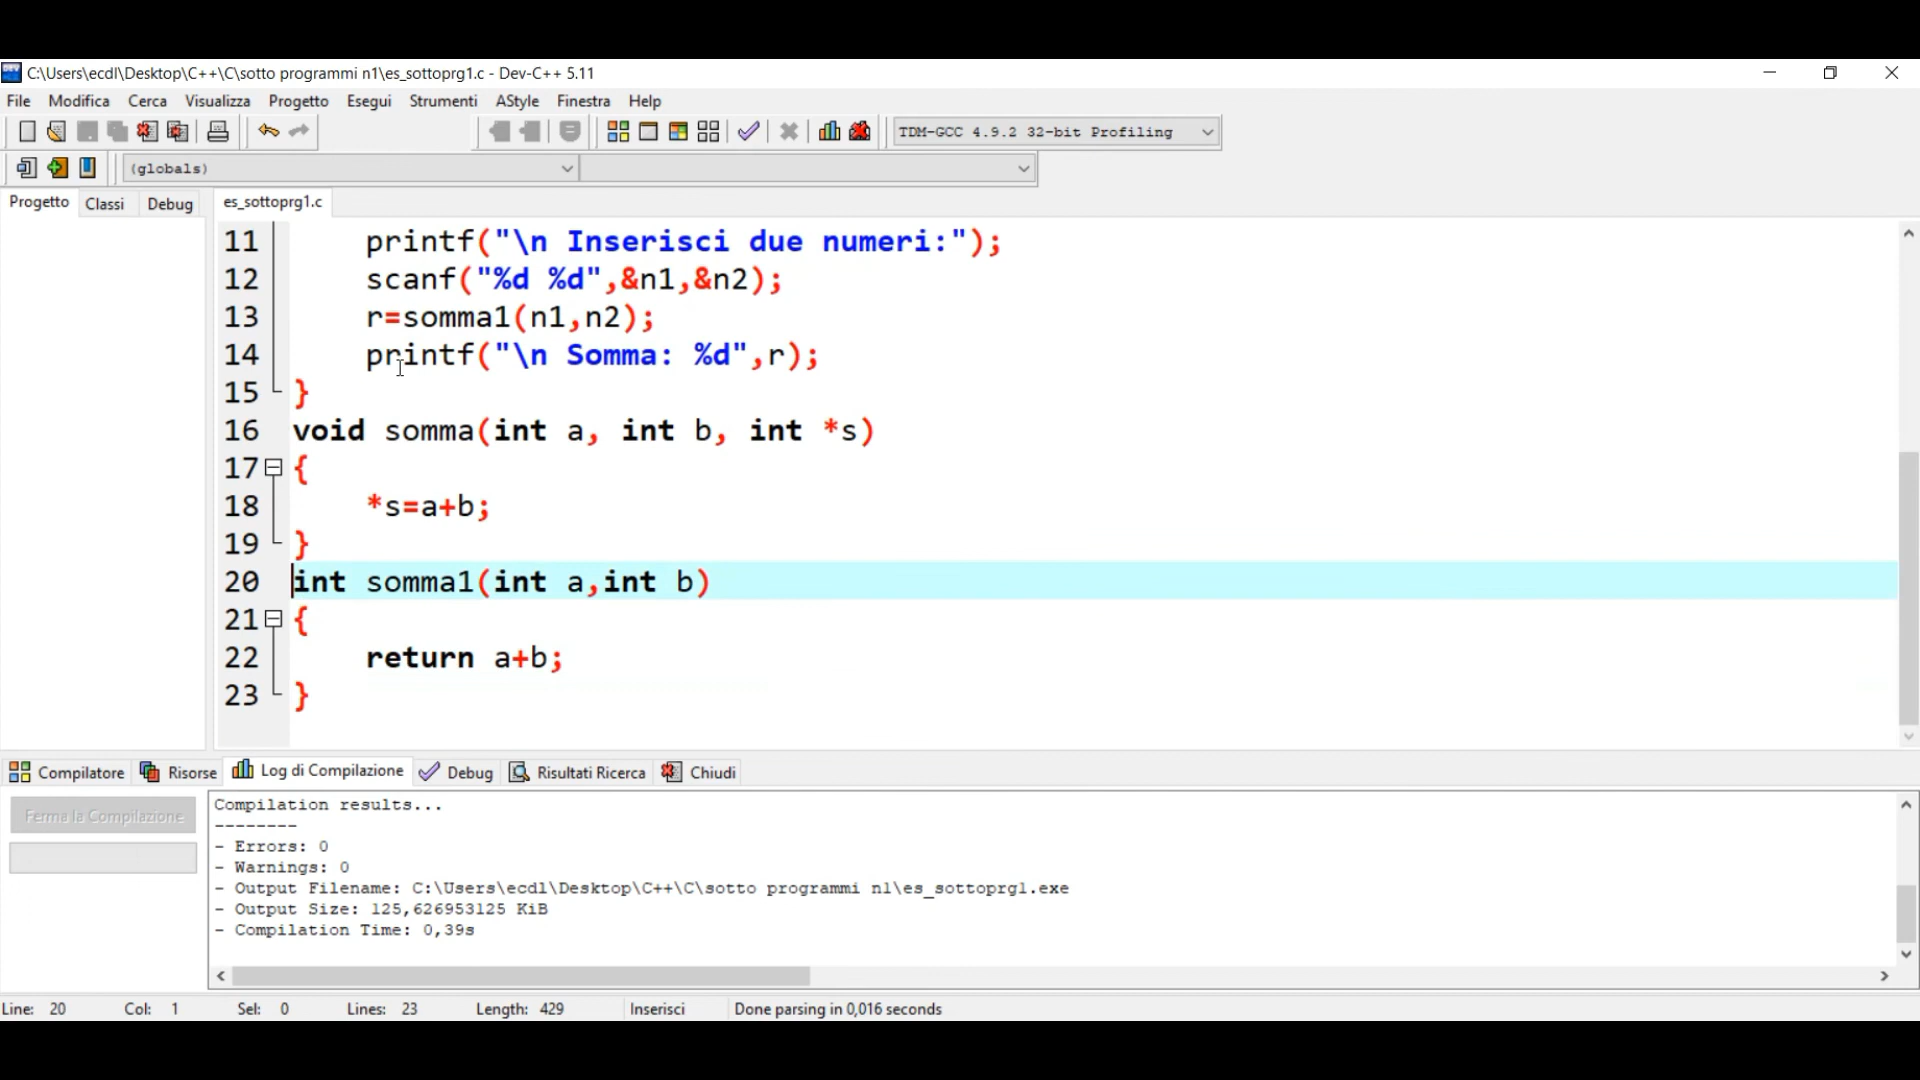 C:\Users\ecdl\Desktop\C++\C\sotto programmi n1\es_sottoprg1.c - Dev-C++ 5.11
File Modifica Cerca Visualizza Progetto Esegui Strumenti AStyle Finestra Help
TDM-GCC 4.9.2 32-bit Profiling
(globals)
Progetto Classi Debug es_sottoprg1.c
11 printf("\n Inserisci due numeri:");
12 scanf("%d %d",&n1,&n2);
13 r=somma1(n1,n2);
14 printf("\n Somma: %d",r);
15 }
16 void somma(int a, int b, int *s)
17 {
18 *s=a+b;
19 }
20 int somma1(int a,int b)
21 {
22 return a+b;
23 }
Compilatore Risorse Log di Compilazione Debug Risultati Ricerca Chiudi
Ferma la Compilazione
Compilation results...
--------
- Errors: 0
- Warnings: 0
- Output Filename: C:\Users\ecdl\Desktop\C++\C\sotto programmi n1\es_sottoprg1.exe
- Output Size: 125,626953125 KiB
- Compilation Time: 0,39s
Line: 20 Col: 1 Sel: 0 Lines: 23 Length: 429 Inserisci Done parsing in 0,016 seconds